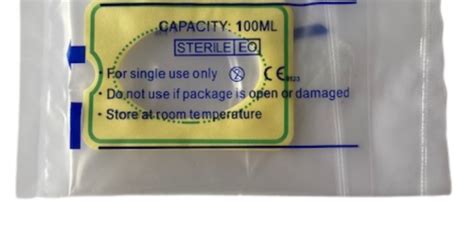 CAPACITY: 100ML
STERILE EO
• For single use only CE
• Do not use if package is open or damaged
• Store at room temperature